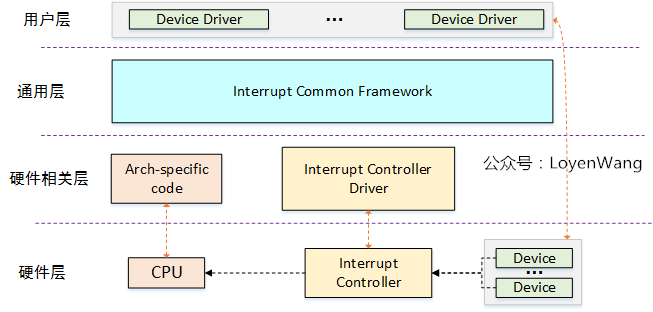 用户层
Device Driver
...
Device Driver
通用层
Interrupt Common Framework
硬件相关层
Arch-specific
code
Interrupt Controller
Driver
公众号：LoyenWang
硬件层
CPU
Interrupt
Controller
Device
...
Device